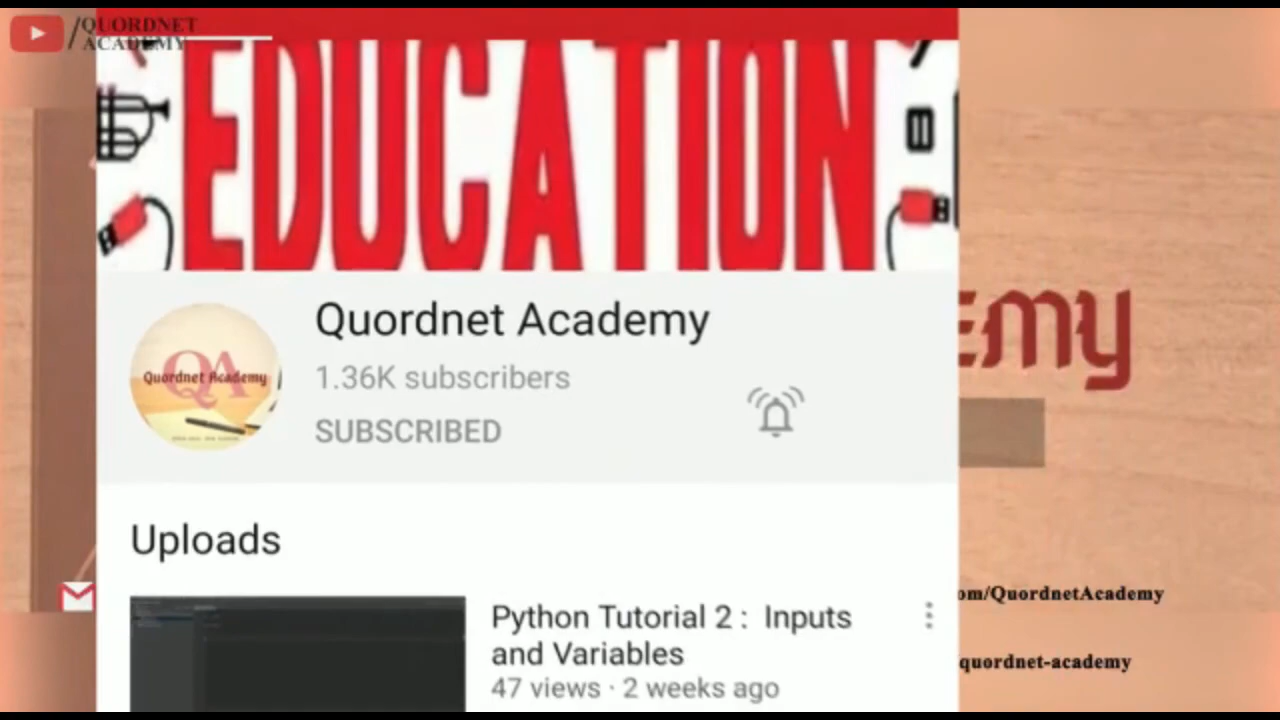 QUORDNET
ACADEMY
EDUCATION
Quordnet Academy
1.36K subscribers
SUBSCRIBED
QA
Quordnet Academy
emy
Uploads
Python Tutorial 2 : Inputs
and Variables
47 views · 2 weeks ago
om/QuordnetAcademy
quordnet-academy